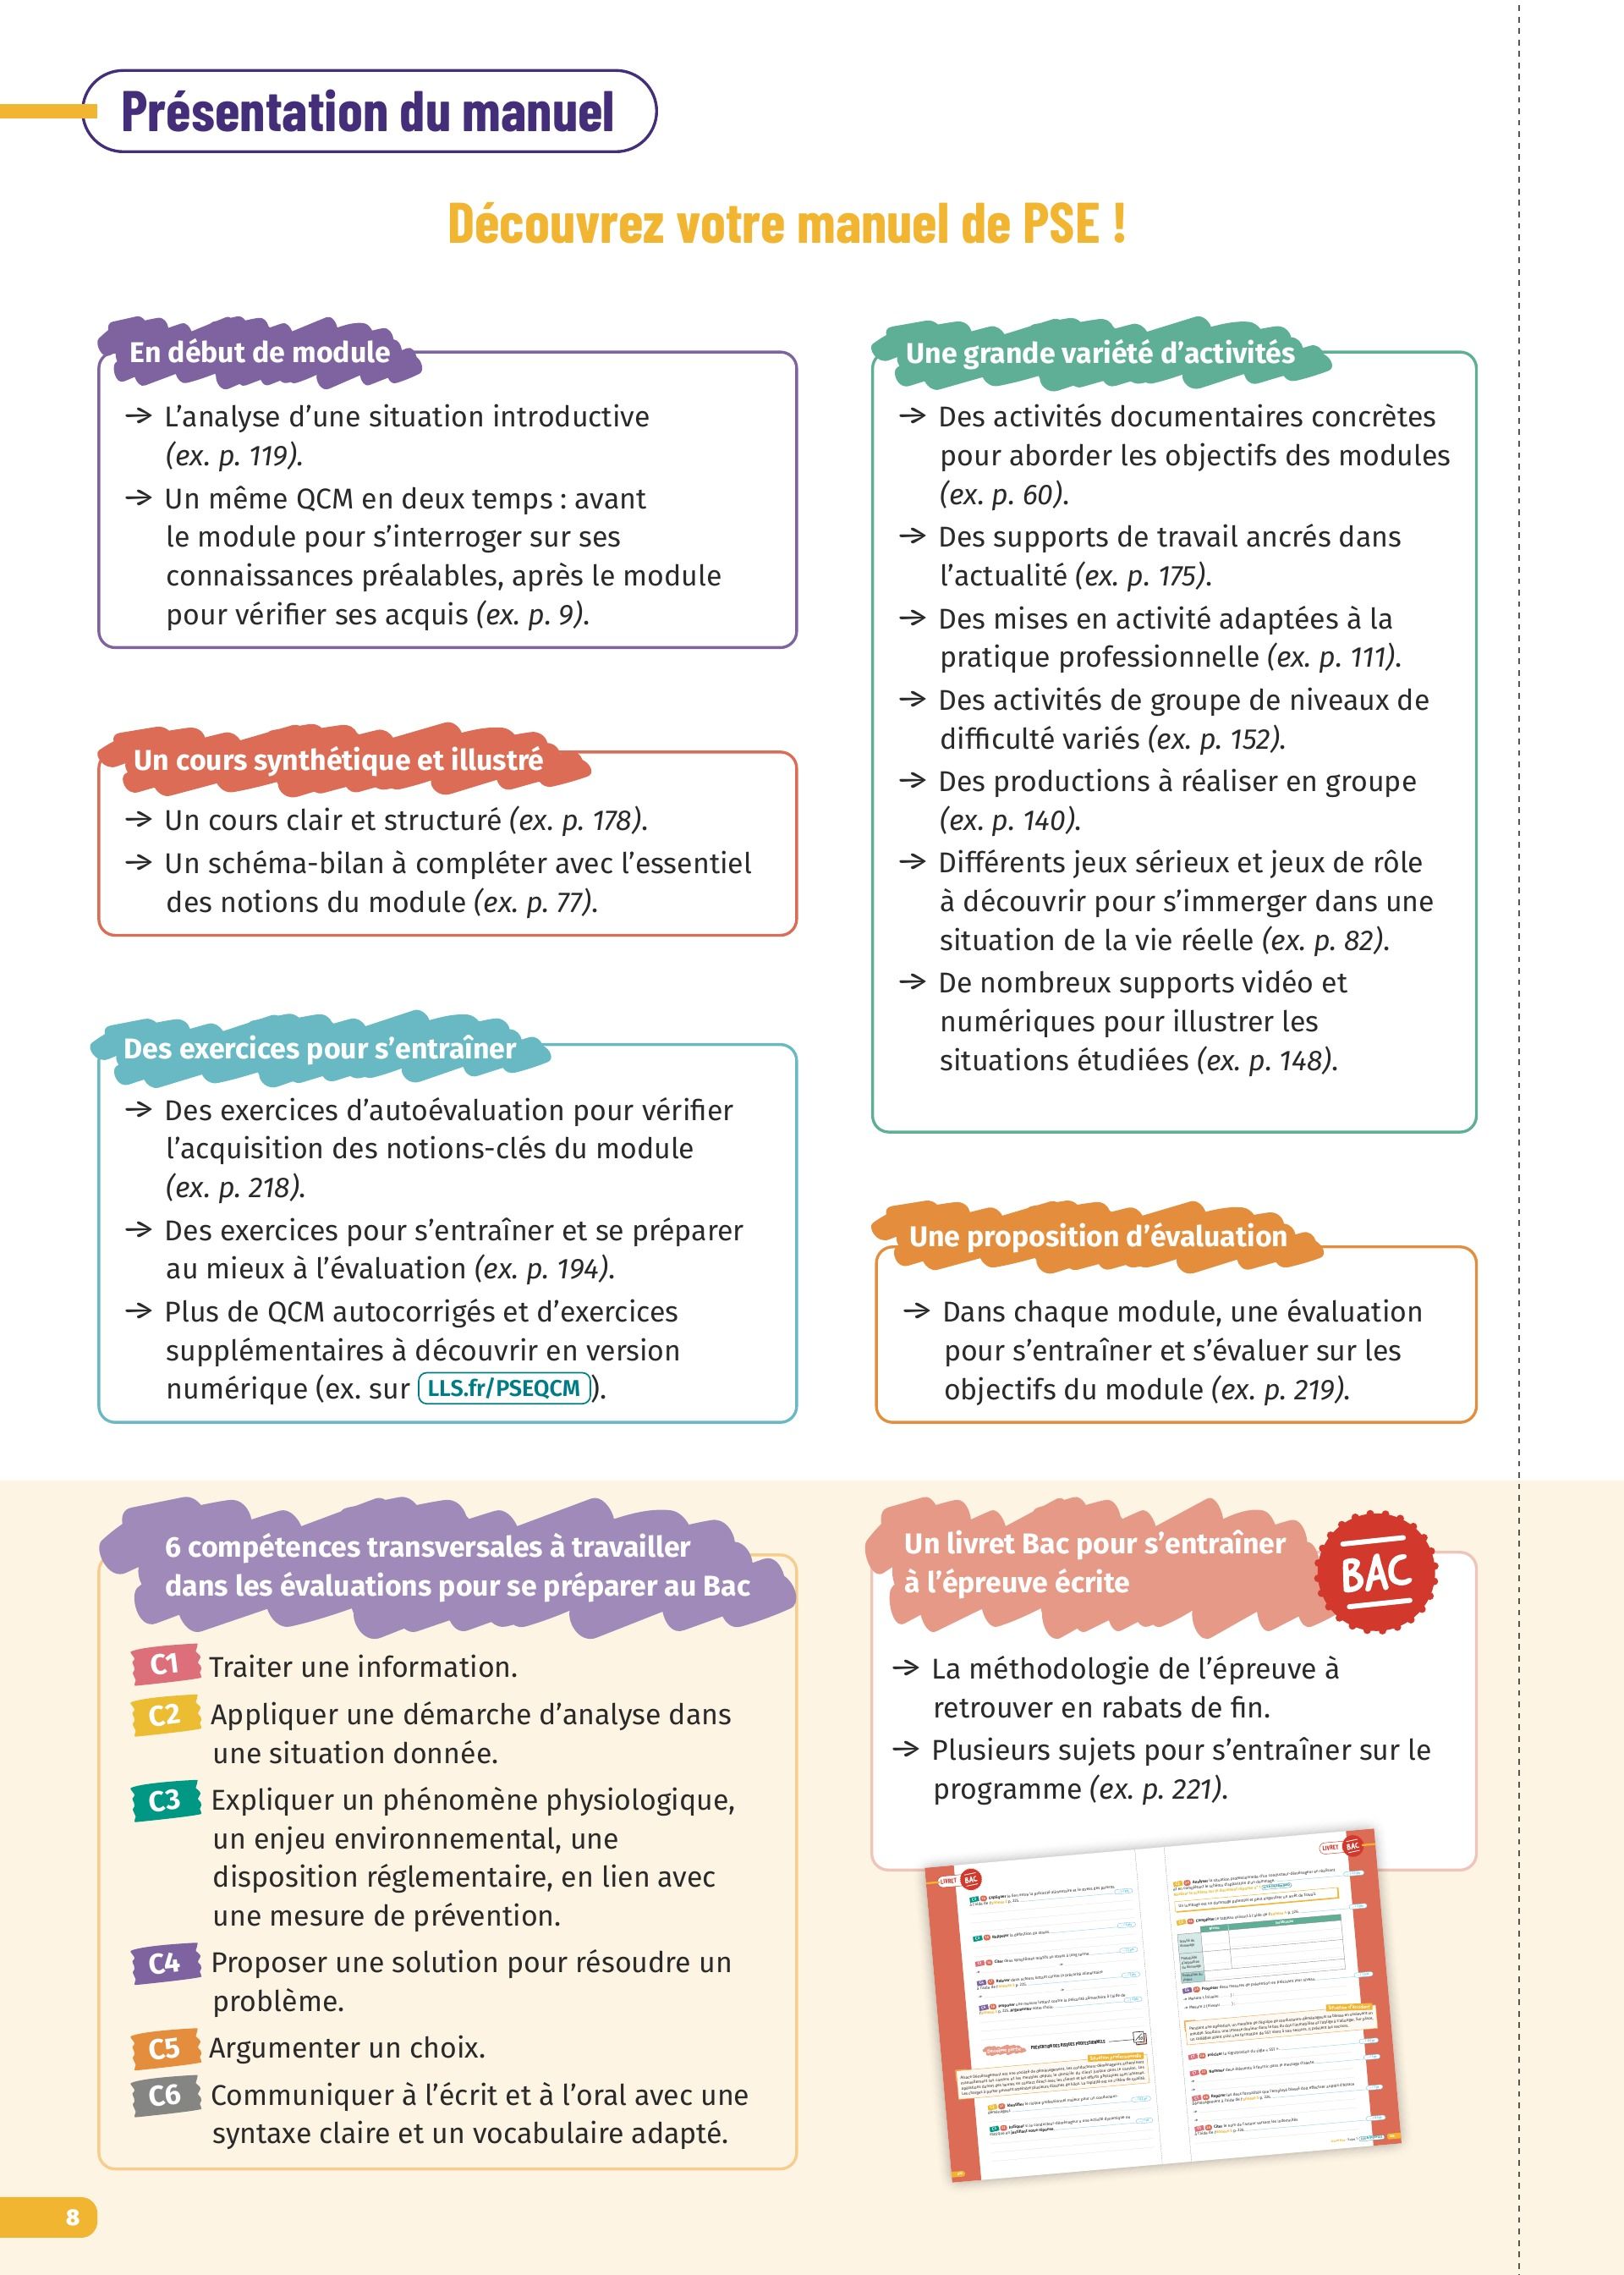 Présentation du manuel
Découvrez votre manuel de PSE !
En début de module
→ L'analyse d'une situation introductive
(ex. p. 119).
→ Un même QCM en deux temps : avant
le module pour s'interroger sur ses
connaissances préalables, après le module
pour vérifier ses acquis (ex. p. 9).
Un cours synthétique et illustré
→ Un cours clair et structuré (ex. p. 178).
→ Un schéma-bilan à compléter avec l'essentiel
des notions du module (ex. p. 77).
Des exercices pour s'entraîner
→ Des exercices d'autoévaluation pour vérifier
l'acquisition des notions-clés du module
(ex. p. 218).
→ Des exercices pour s'entraîner et se préparer
au mieux à l'évaluation (ex. p. 194).
→ Plus de QCM autocorrigés et d'exercices
supplémentaires à découvrir en version
numérique (ex. sur LLS.fr/PSEQCM).
Une grande variété d'activités
→ Des activités documentaires concrètes
pour aborder les objectifs des modules
(ex. p. 60).
→ Des supports de travail ancrés dans
l'actualité (ex. p. 175).
→ Des mises en activité adaptées à la
pratique professionnelle (ex. p. 111).
→ Des activités de groupe de niveaux de
difficulté variés (ex. p. 152).
→ Des productions à réaliser en groupe
(ex. p. 140).
→ Différents jeux sérieux et jeux de rôle
à découvrir pour s'immerger dans une
situation de la vie réelle (ex. p. 82).
→ De nombreux supports vidéo et
numériques pour illustrer les
situations étudiées (ex. p. 148).
Une proposition d'évaluation
→ Dans chaque module, une évaluation
pour s'entraîner et s'évaluer sur les
objectifs du module (ex. p. 219).
6 compétences transversales à travailler
dans les évaluations pour se préparer au Bac
C1 Traiter une information.
C2 Appliquer une démarche d'analyse dans
une situation donnée.
C3 Expliquer un phénomène physiologique,
un enjeu environnemental, une
disposition réglementaire, en lien avec
une mesure de prévention.
C4 Proposer une solution pour résoudre un
problème.
C5 Argumenter un choix.
C6 Communiquer à l'écrit et à l'oral avec une
syntaxe claire et un vocabulaire adapté.
Un livret Bac pour s'entraîner
à l'épreuve écrite
BAC
→ La méthodologie de l'épreuve à
retrouver en rabats de fin.
→ Plusieurs sujets pour s'entraîner sur le
programme (ex. p. 221).
LIVRET BAC
LIVRET BAC
8